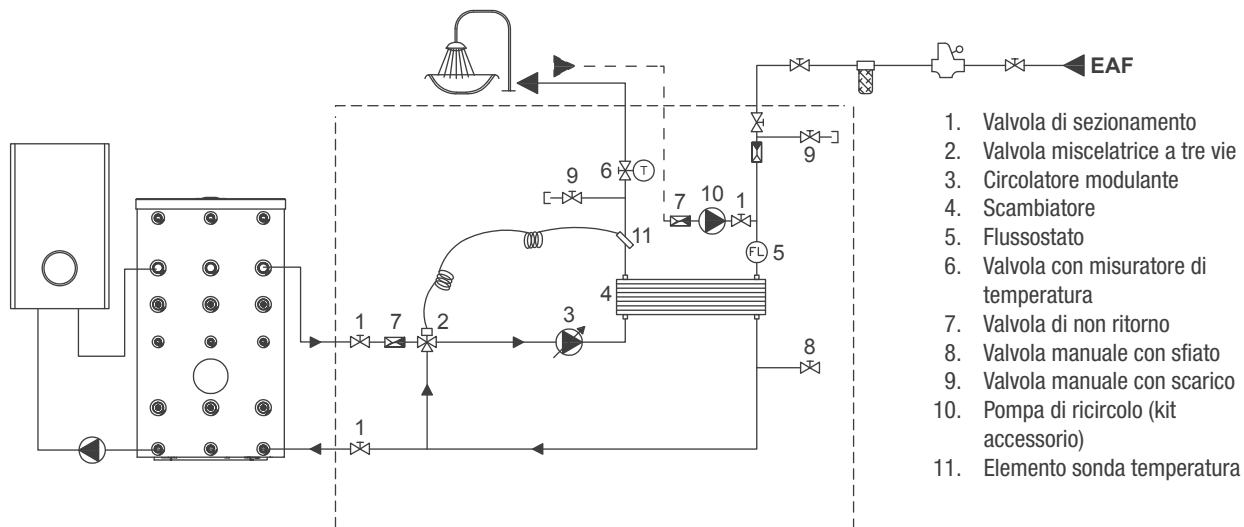 EAF
9
6
T
9
7
10
1
11
FL
5
4
1
7
2
3
8
1
1. Valvola di sezionamento
2. Valvola miscelatrice a tre vie
3. Circolatore modulante
4. Scambiatore
5. Flussostato
6. Valvola con misuratore di
temperatura
7. Valvola di non ritorno
8. Valvola manuale con sfiato
9. Valvola manuale con scarico
10. Pompa di ricircolo (kit
accessorio)
11. Elemento sonda temperatura